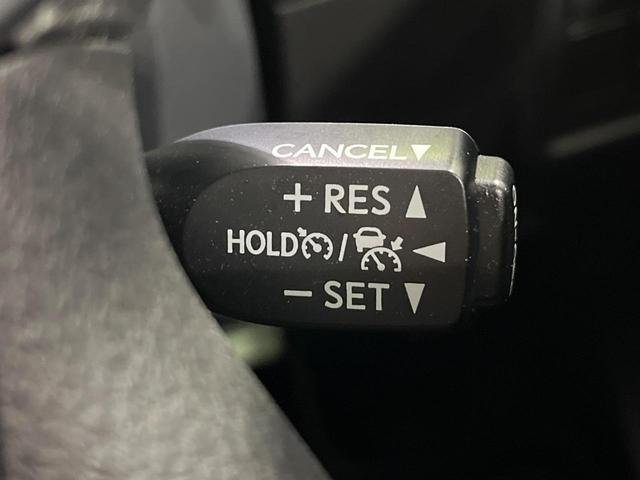 CANCEL▼
+ RES ▲
HOLD / ◀
− SET ▼